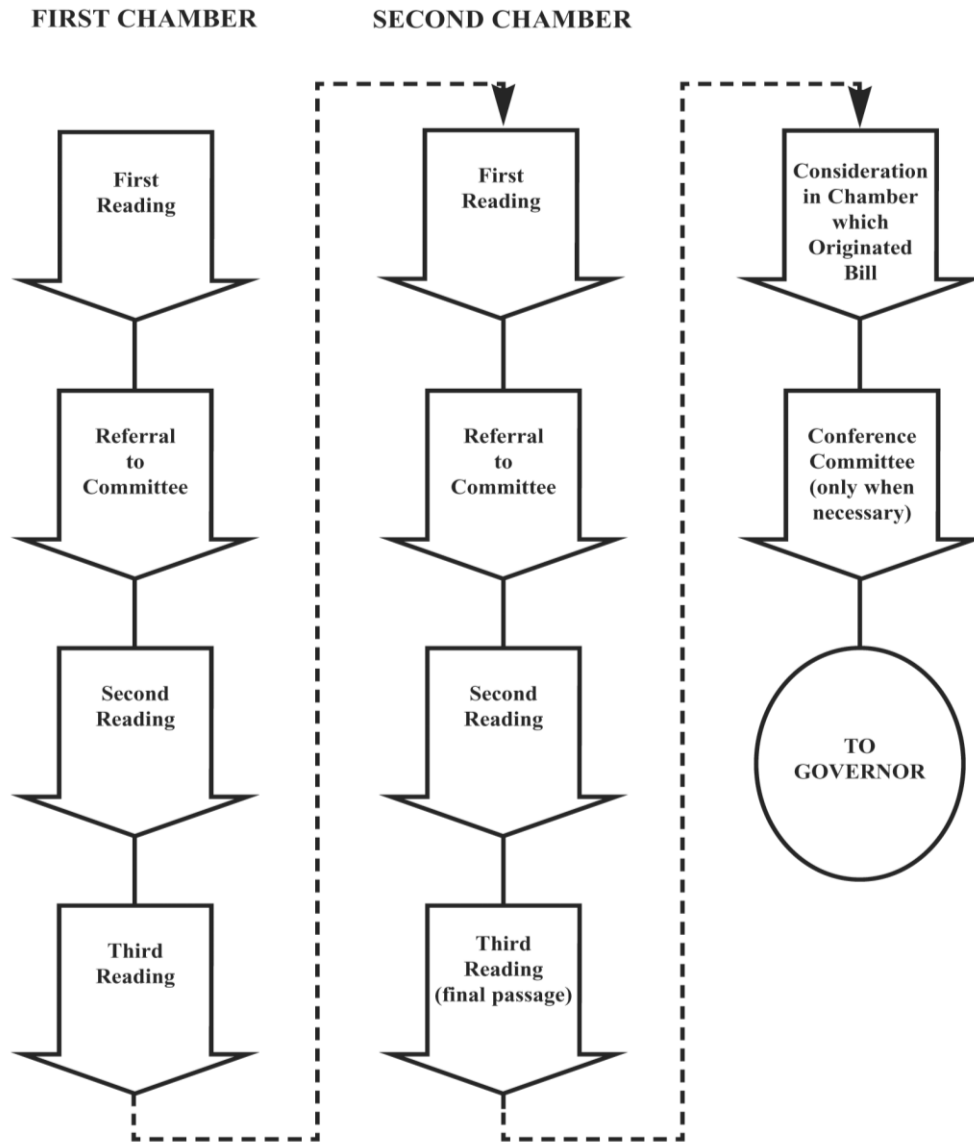 FIRST CHAMBER
First
Reading
Referral
to
Committee
Second
Reading
Third
Reading
SECOND CHAMBER
First
Reading
Referral
to
Committee
Second
Reading
Third
Reading
(final passage)
Consideration
in Chamber
which
Originated
Bill
Conference
Committee
(only when
necessary)
TO
GOVERNOR